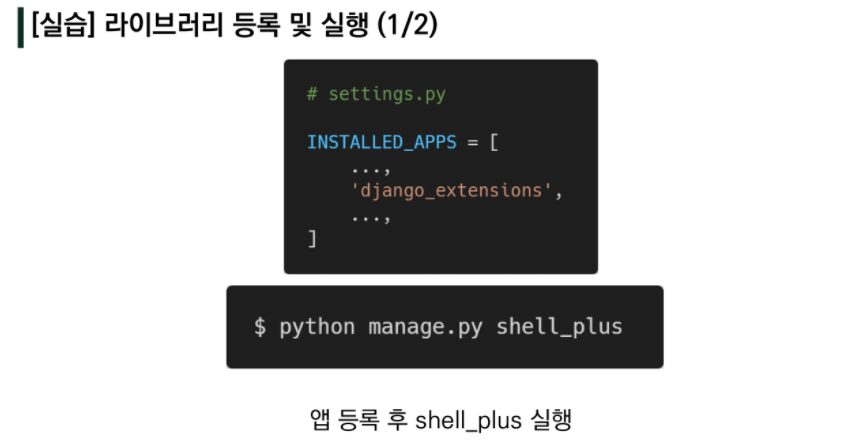 [실습] 라이브러리 등록 및 실행 (1/2)
# settings.py
INSTALLED_APPS = [
    ...,
    'django_extensions',
    ...,
]
$ python manage.py shell_plus
앱 등록 후 shell_plus 실행